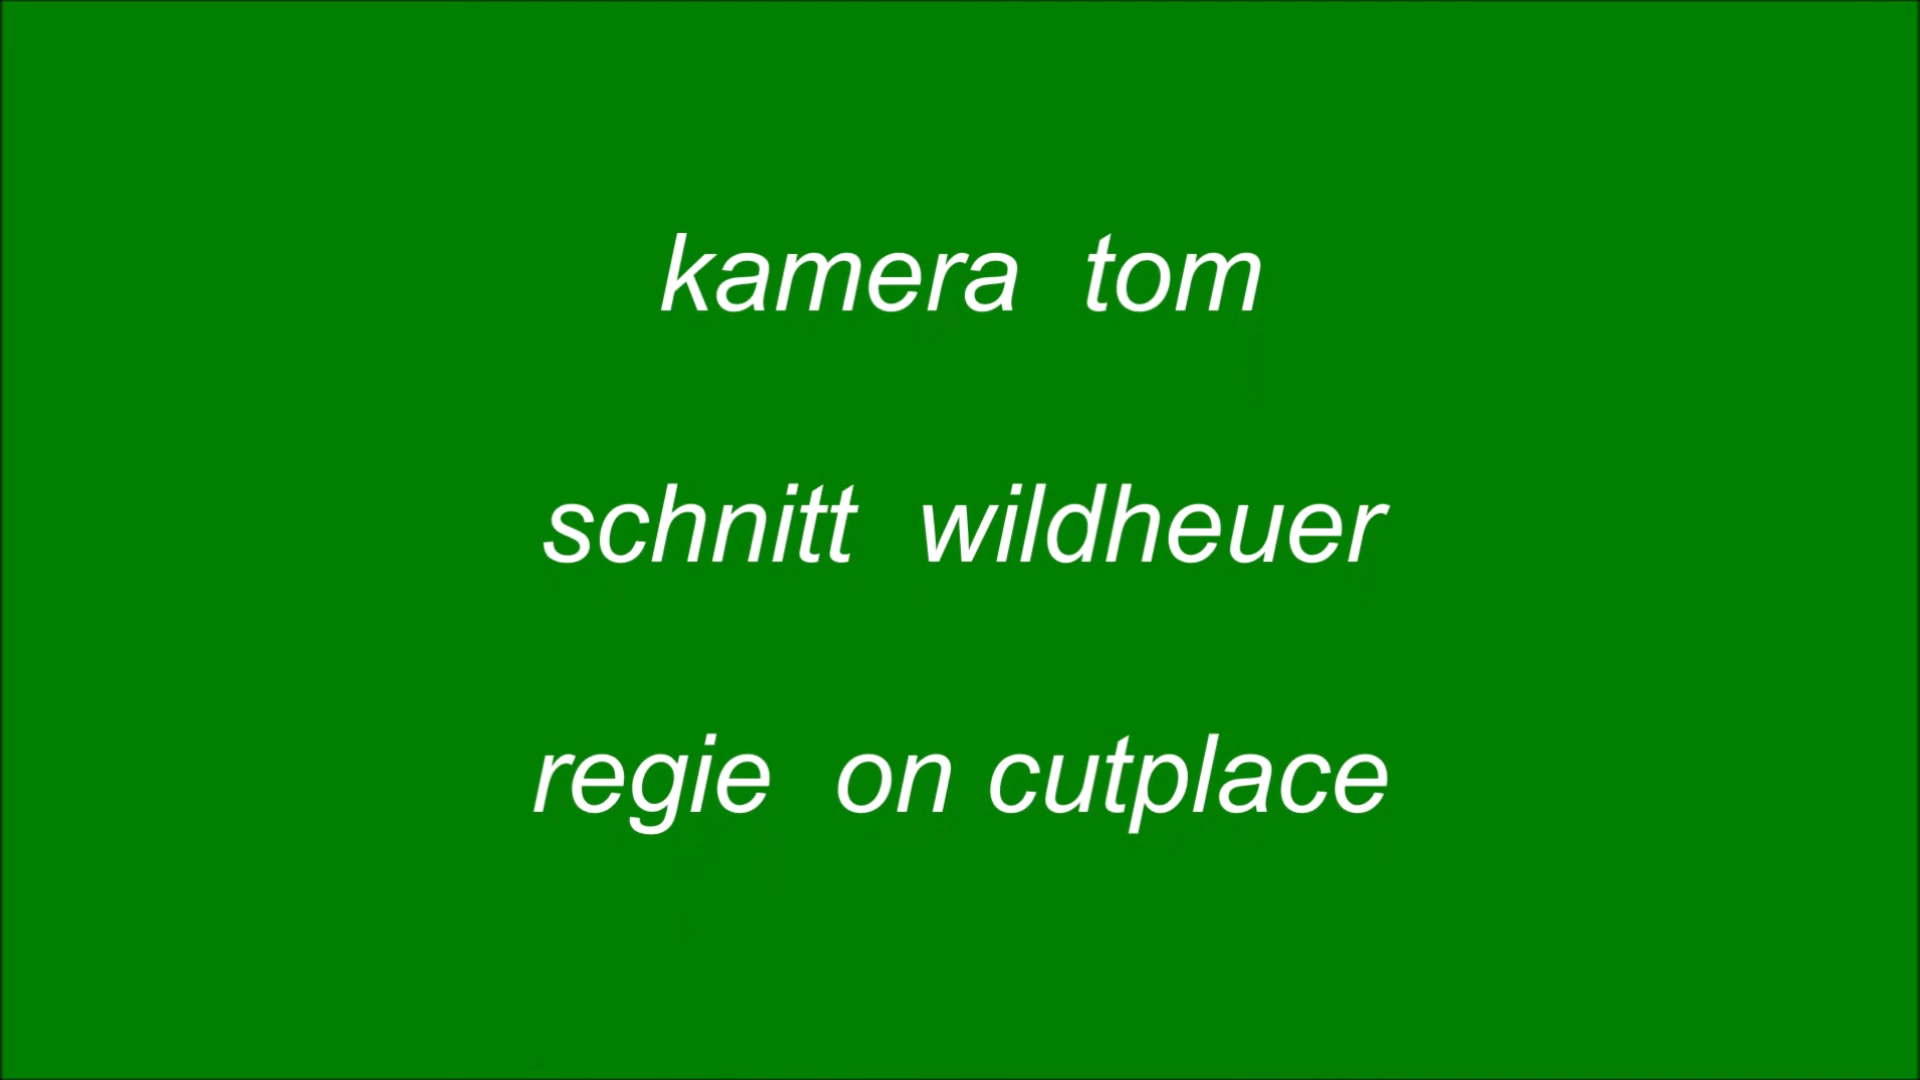 kamera  tom
schnitt  wildheuer
regie  on cutplace